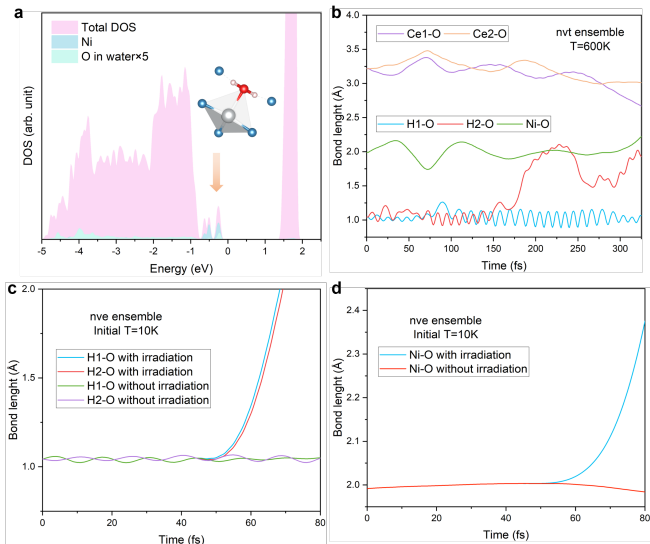 a
Total DOS
Ni
O in water×5
DOS (arb. unit)
-5 -4 -3 -2 -1 0 1 2
Energy (eV)
b
Ce1-O Ce2-O
nvt ensemble
T=600K
H1-O H2-O Ni-O
Bond lenght (Å)
3.5
3.0
2.5
2.0
1.5
1.0
0 50 100 150 200 250 300
Time (fs)
c
nve ensemble
Initial T=10K
H1-O with irradiation
H2-O with irradiation
H1-O without irradiation
H2-O without irradiation
Bond lenght (Å)
2.0
1.5
1.0
0 20 40 60 80
Time (fs)
d
nve ensemble
Initial T=10K
Ni-O with irradiation
Ni-O without irradiation
Bond lenght (Å)
2.4
2.3
2.2
2.1
2.0
0 20 40 60 80
Time (fs)